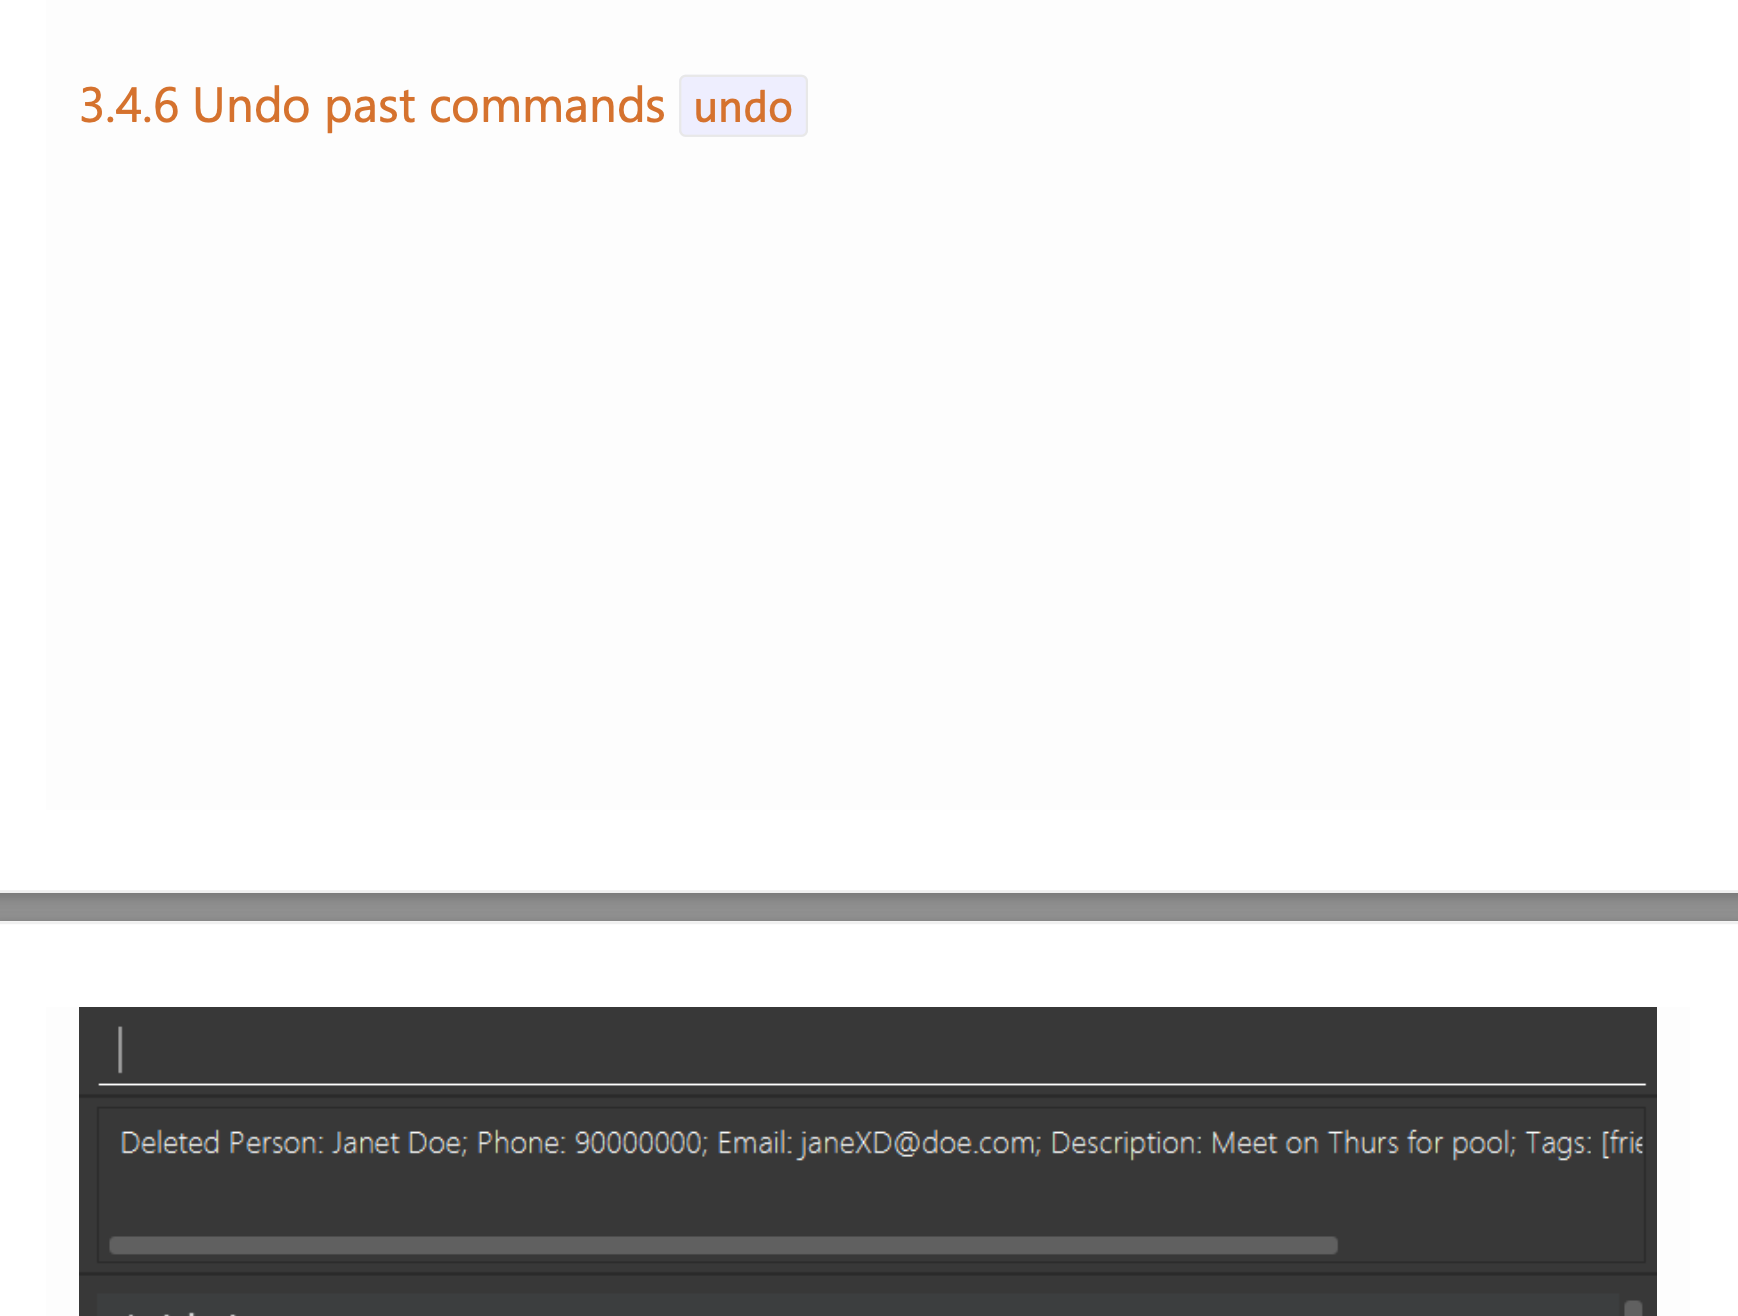 3.4.6 Undo past commands undo
Deleted Person: Janet Doe; Phone: 90000000; Email: janeXD@doe.com; Description: Meet on Thurs for pool; Tags: [frie